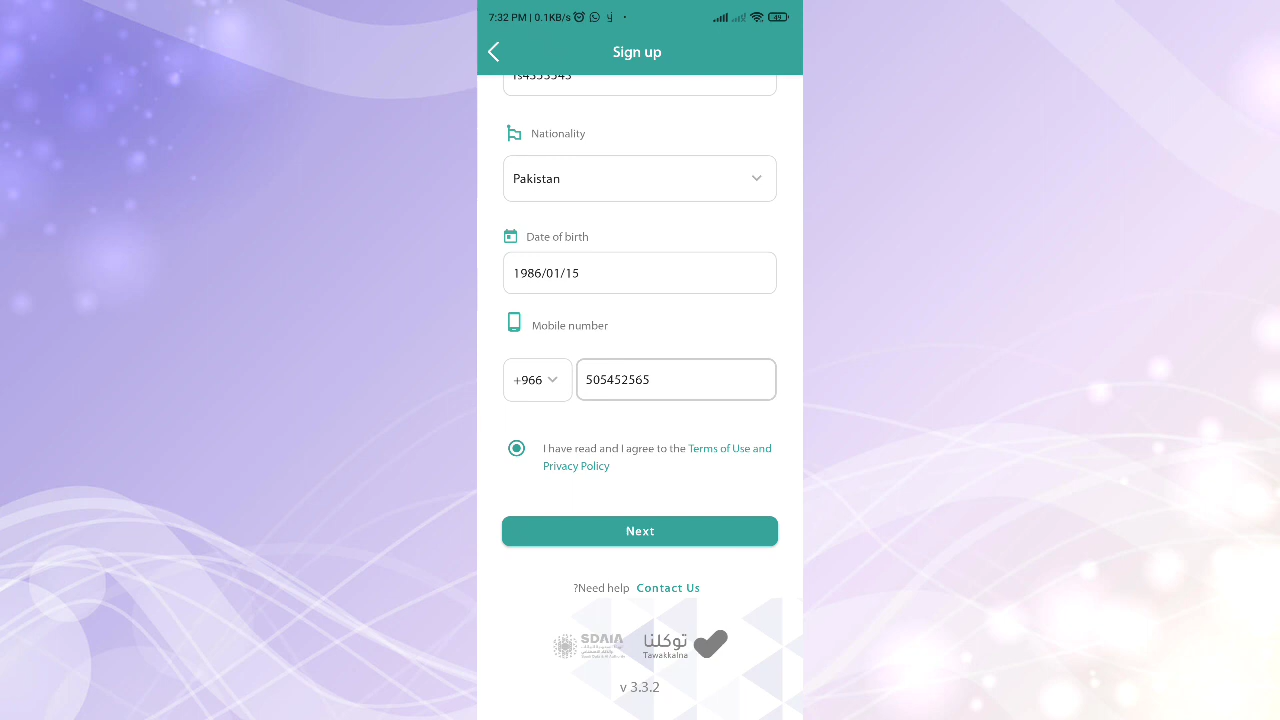 7:32 PM | 0.1KB/s
49
Sign up
rs4353543
Nationality
Pakistan
Date of birth
1986/01/15
Mobile number
+966
505452565
I have read and I agree to the Terms of Use and
Privacy Policy
Next
?Need help Contact Us
SDAIA
توكلنا
Tawakkalna
v 3.3.2